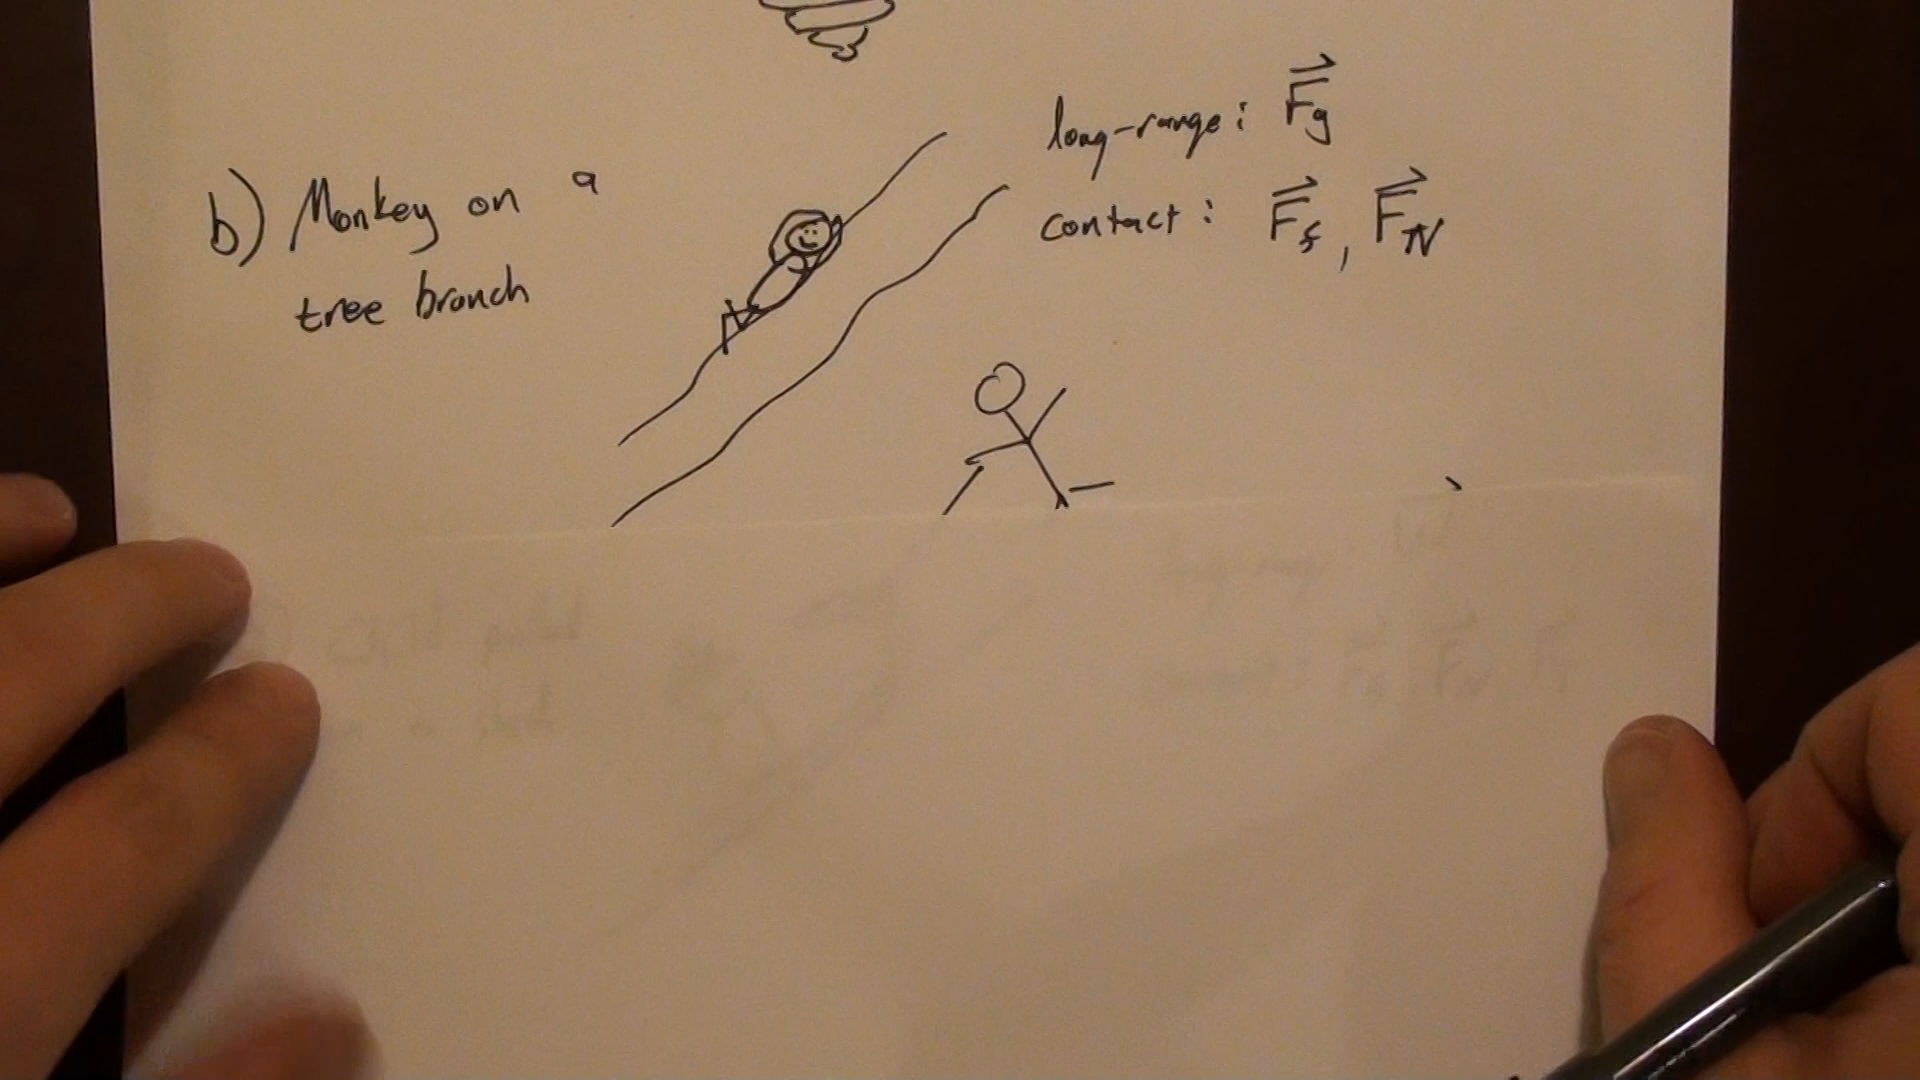 b) Monkey on a
tree branch
long-range: F⃗g
contact: F⃗f, F⃗N